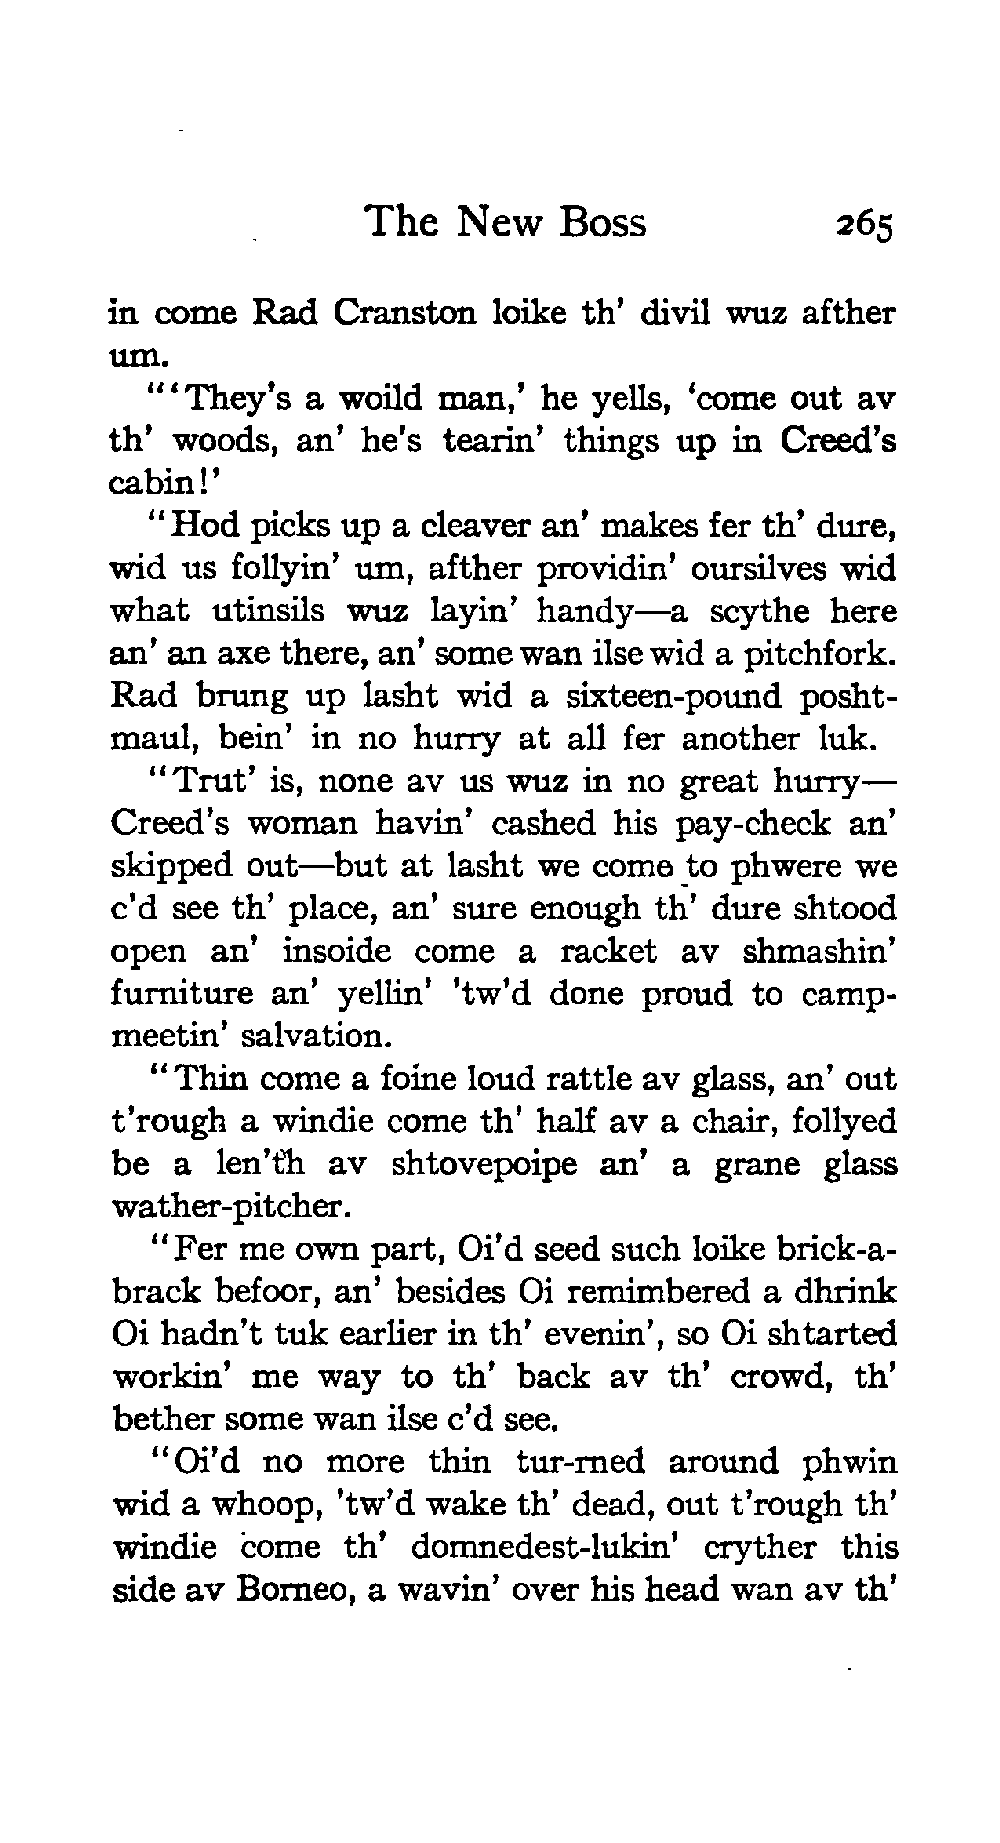 The New Boss 265
in come Rad Cranston loike th' divil wuz afther
um.
"'They's a woild man,' he yells, 'come out av
th' woods, an' he's tearin' things up in Creed's
cabin!'
"Hod picks up a cleaver an' makes fer th' dure,
wid us follyin' um, afther providin' oursilves wid
what utinsils wuz layin' handy—a scythe here
an' an axe there, an' some wan ilse wid a pitchfork.
Rad brung up lasht wid a sixteen-pound posht-
maul, bein' in no hurry at all fer another luk.
"Trut' is, none av us wuz in no great hurry—
Creed's woman havin' cashed his pay-check an'
skipped out—but at lasht we come to phwere we
c'd see th' place, an' sure enough th' dure shtood
open an' insoide come a racket av shmashin'
furniture an' yellin' 'tw'd done proud to camp-
meetin' salvation.
"Thin come a foine loud rattle av glass, an' out
t'rough a windie come th' half av a chair, follyed
be a len't'h av shtovepoipe an' a grane glass
wather-pitcher.
"Fer me own part, Oi'd seed such loike brick-a-
brack befoor, an' besides Oi remimbered a dhrink
Oi hadn't tuk earlier in th' evenin', so Oi shtarted
workin' me way to th' back av th' crowd, th'
bether some wan ilse c'd see.
"Oi'd no more thin tur-rned around phwin
wid a whoop, 'tw'd wake th' dead, out t'rough th'
windie come th' domnedest-lukin' cryther this
side av Borneo, a wavin' over his head wan av th'